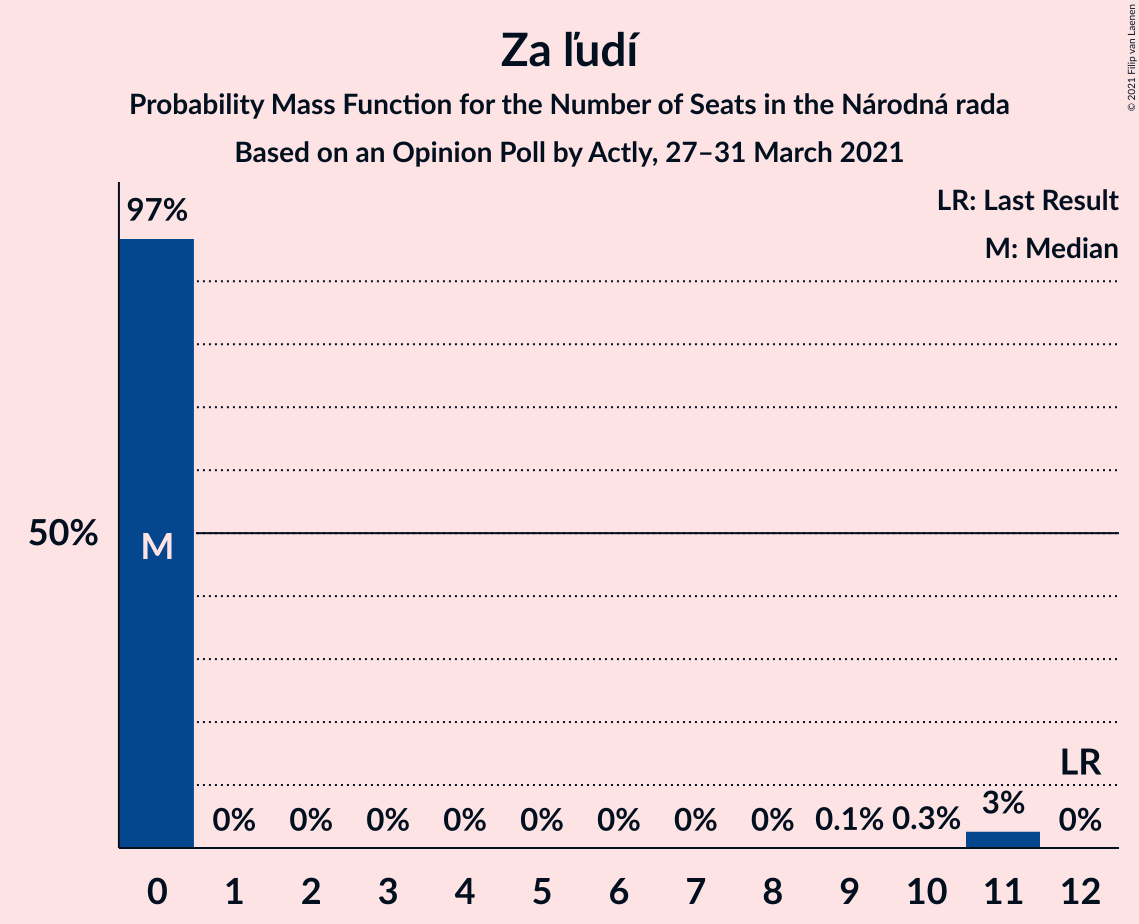 Za ľudí
Probability Mass Function for the Number of Seats in the Národná rada
Based on an Opinion Poll by Actly, 27–31 March 2021
© 2021 Filip van Laenen
LR: Last Result
M: Median
97%
50%
M
LR
0% 0% 0% 0% 0% 0% 0% 0% 0.1% 0.3% 3% 0%
0 1 2 3 4 5 6 7 8 9 10 11 12